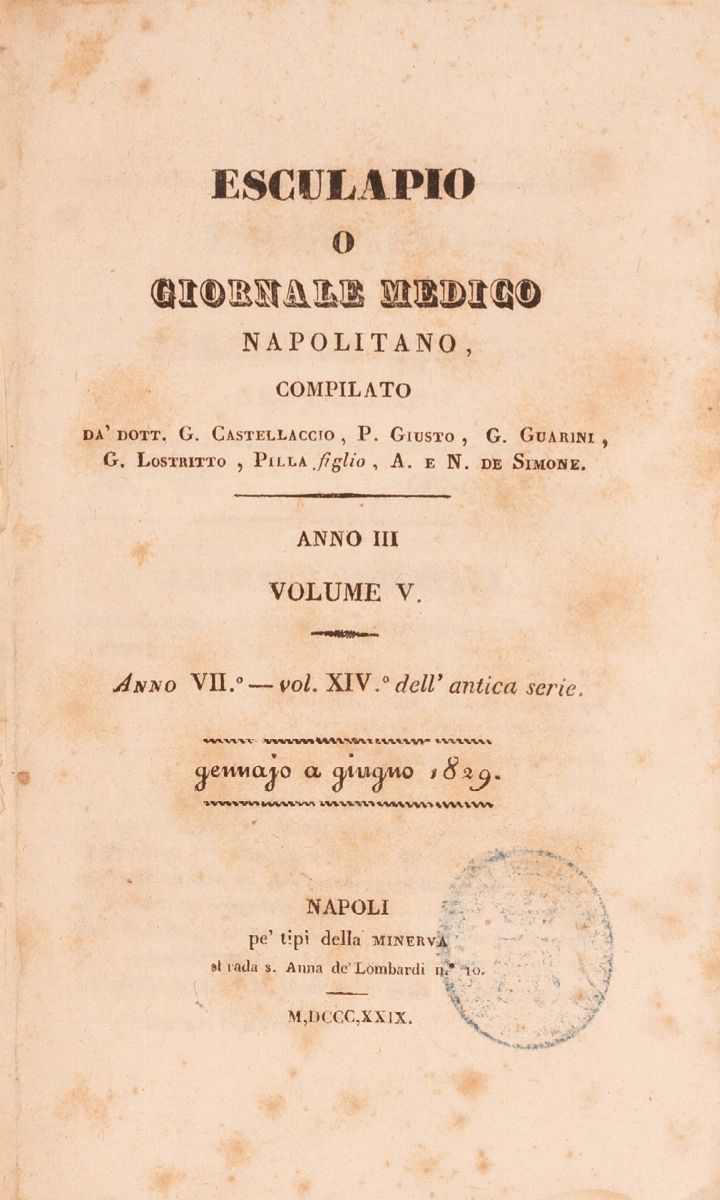 ESCULAPIO
O
GIORNALE MEDICO
NAPOLITANO,
COMPILATO
DA' DOTT. G. CASTELLACCIO, P. GIUSTO, G. GUARINI,
G. LOSTRITTO, PILLA figlio, A. E N. DE SIMONE.
ANNO III
VOLUME V.
ANNO VII.º — vol. XIV.º dell' antica serie.
gennajo a giugno 1829.
NAPOLI
pe' tipi della MINERVA
strada s. Anna de' Lombardi n.º 10.
M,DCCC,XXIX.